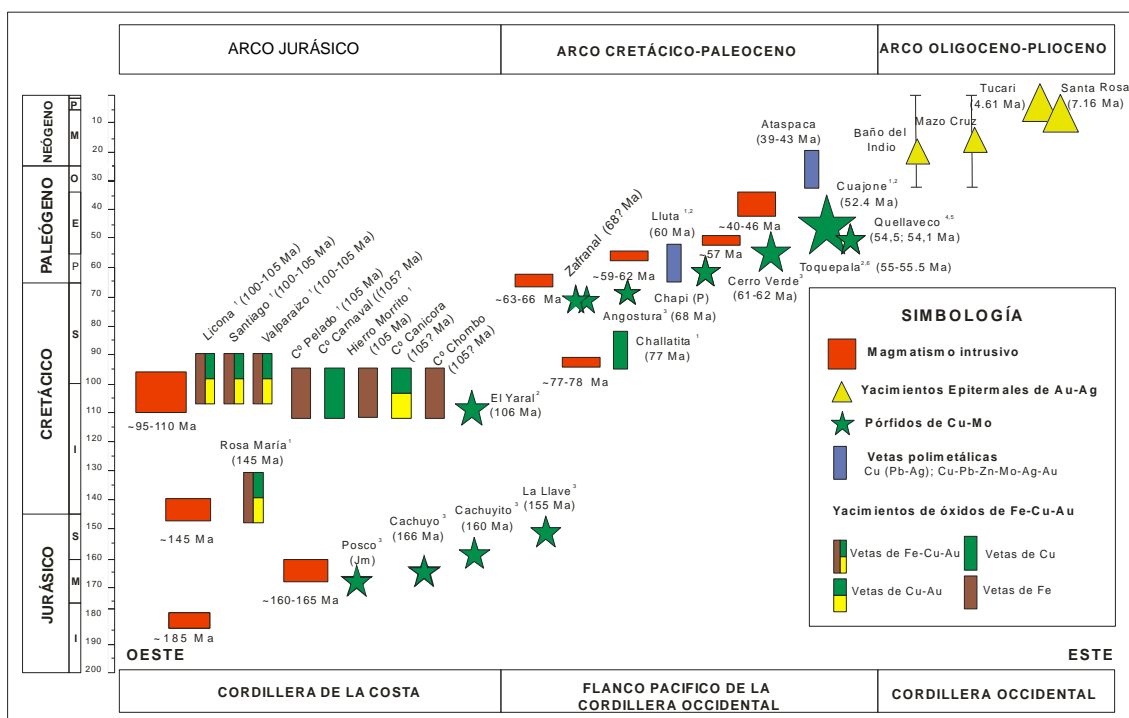 ARCO JURÁSICO
ARCO CRETÁCICO-PALEOCENO
ARCO OLIGOCENO-PLIOCENO
NEÓGENO
PALEÓGENO
CRETÁCICO
JURÁSICO
P
M
O
E
P
S
I
S
M
I
10
20
30
40
50
60
70
80
90
100
110
120
130
140
150
160
170
180
190
200
Tucari
(4.61 Ma)
Santa Rosa
(7.16 Ma)
Baño del
Indio
Mazo Cruz
Ataspaca
(39-43 Ma)
Cuajone 1,2
(52.4 Ma)
Quellaveco 4,5
(54,5; 54,1 Ma)
Toquepala 2,6 (55-55.5 Ma)
~40-46 Ma
Lluta 1,2
(60 Ma)
~57 Ma
Cerro Verde 3
(61-62 Ma)
Zafranal (68? Ma)
~59-62 Ma
~63-66 Ma
Chapi (P)
Angostura 3 (68 Ma)
Challatita 1
(77 Ma)
~77-78 Ma
Licona 1 (100-105 Ma)
Santiago 1 (100-105 Ma)
Valparaizo 1 (100-105 Ma)
Cº Pelado 1 (105 Ma)
Cº Carnaval ((105? Ma)
Hierro Morrito 1
(105 Ma)
Cº Canicora
(105? Ma)
Cº Chombo
(105? Ma)
El Yaral 2
(106 Ma)
~95-110 Ma
Rosa María 1
(145 Ma)
~145 Ma
La Llave 3
(155 Ma)
Cachuyito 3
(160 Ma)
Cachuyo 3
(166 Ma)
Posco 3
(Jm)
~160-165 Ma
~185 Ma
OESTE
ESTE
SIMBOLOGÍA
Magmatismo intrusivo
Yacimientos Epitermales de Au-Ag
Pórfidos de Cu-Mo
Vetas polimetálicas
Cu (Pb-Ag); Cu-Pb-Zn-Mo-Ag-Au
Yacimientos de óxidos de Fe-Cu-Au
Vetas de Fe-Cu-Au
Vetas de Cu
Vetas de Cu-Au
Vetas de Fe
CORDILLERA DE LA COSTA
FLANCO PACIFICO DE LA
CORDILLERA OCCIDENTAL
CORDILLERA OCCIDENTAL